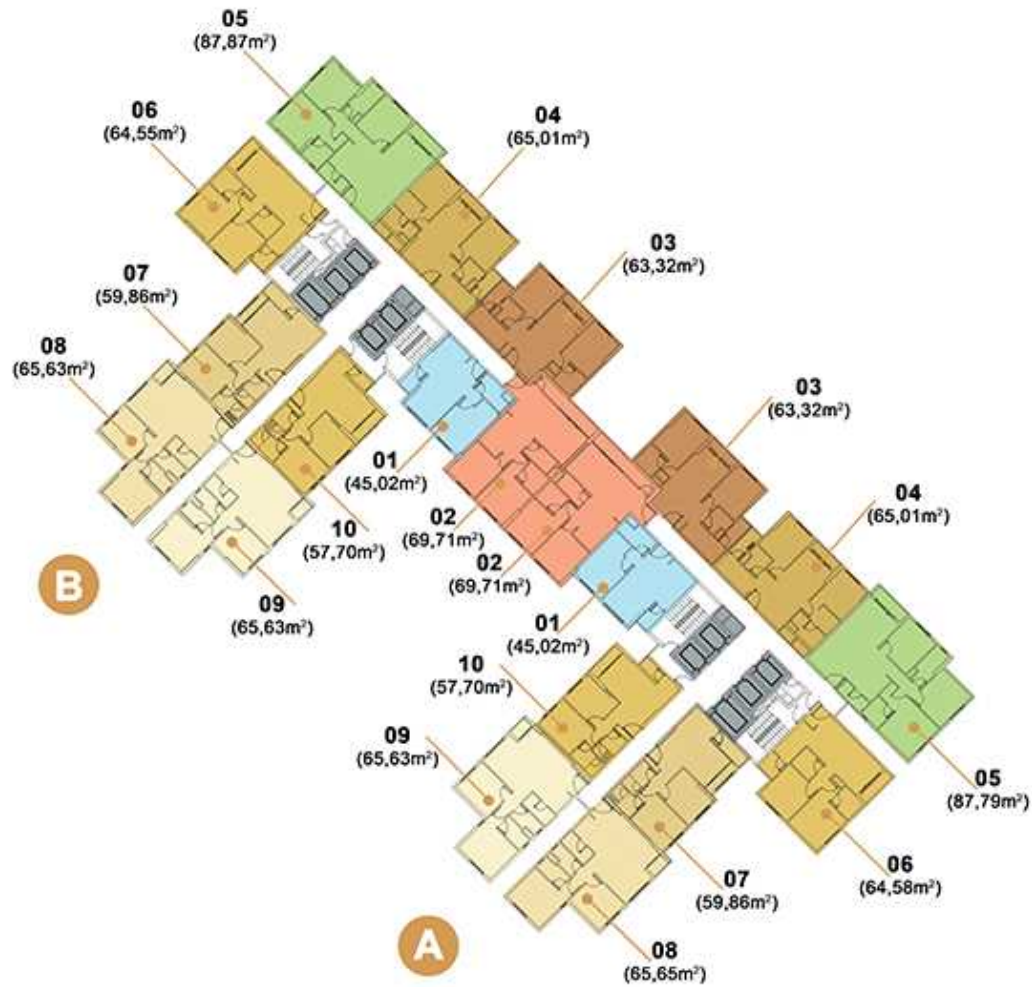 05
(87,87m²)
06
(64,55m²)
04
(65,01m²)
03
(63,32m²)
07
(59,86m²)
08
(65,63m²)
03
(63,32m²)
01
(45,02m²)
04
(65,01m²)
02
(69,71m²)
10
(57,70m²)
02
(69,71m²)
B
09
(65,63m²)
01
(45,02m²)
10
(57,70m²)
09
(65,63m²)
05
(87,79m²)
06
(64,58m²)
07
(59,86m²)
A
08
(65,65m²)